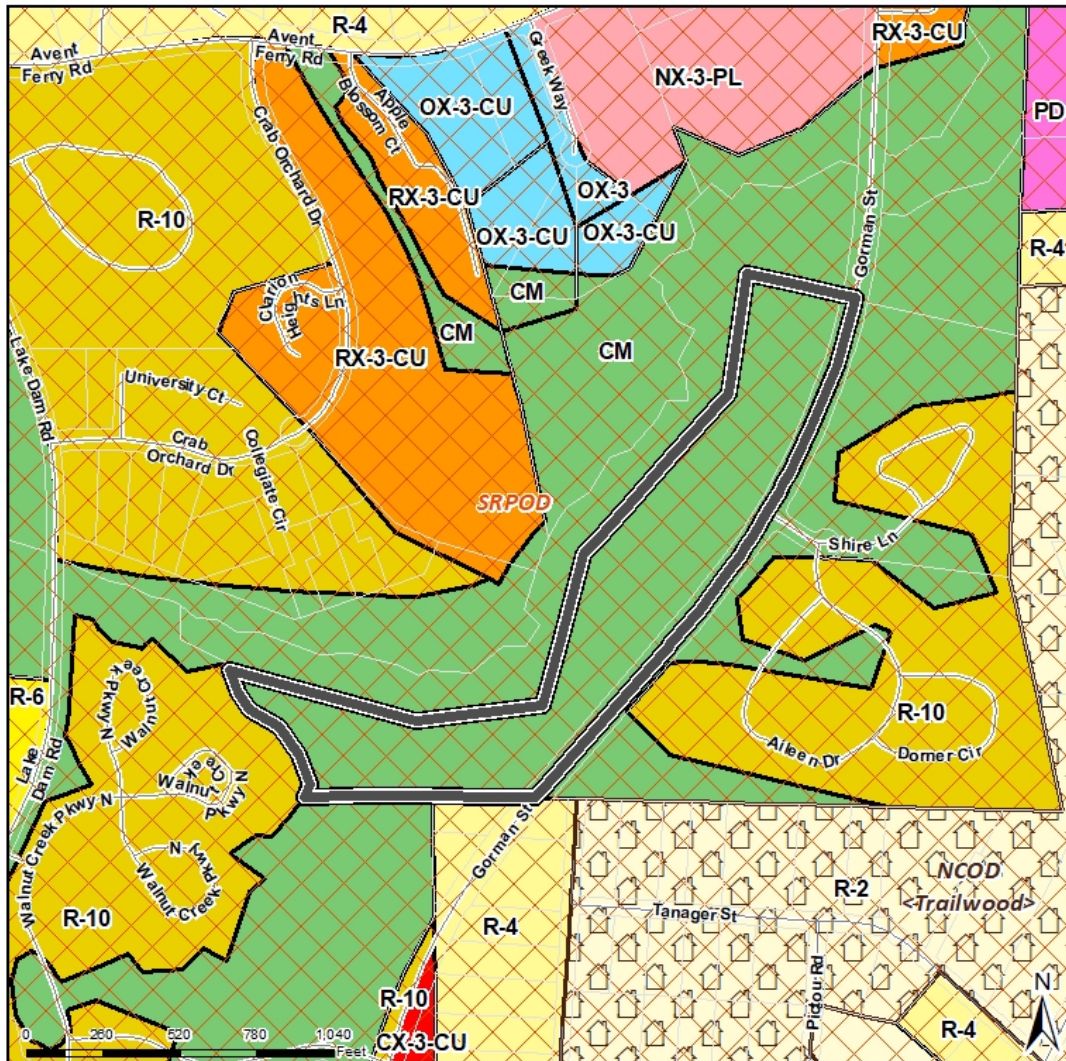 R-4
Avent
Ferry Rd
Avent
Ferry Rd
RX-3-CU
Greek Way
NX-3-PL
OX-3-CU
Apple
Blossom Ct
Crab Orchard Dr
PD
R-10
RX-3-CU
OX-3
OX-3-CU
OX-3-CU
Gorman St
R-4
CM
Clarion
Heights Ln
CM
CM
RX-3-CU
Lake Dam Rd
University Ct
Crab
Orchard Dr
Collegiate Cir
SRPOD
Shire Ln
R-6
Lake
Dam Rd
Walnut Creek
Pkwy N
Walnut Creek
Pkwy N
R-10
Aileen Dr
Domer Cir
Walnut Creek Pkwy N
Walnut Creek
Pkwy N
Gorman St
R-10
R-4
R-2
NCOD
<Trailwood>
Tanager St
Pidou Rd
R-10
CX-3-CU
R-4
N
0 260 520 780 1,040
Feet